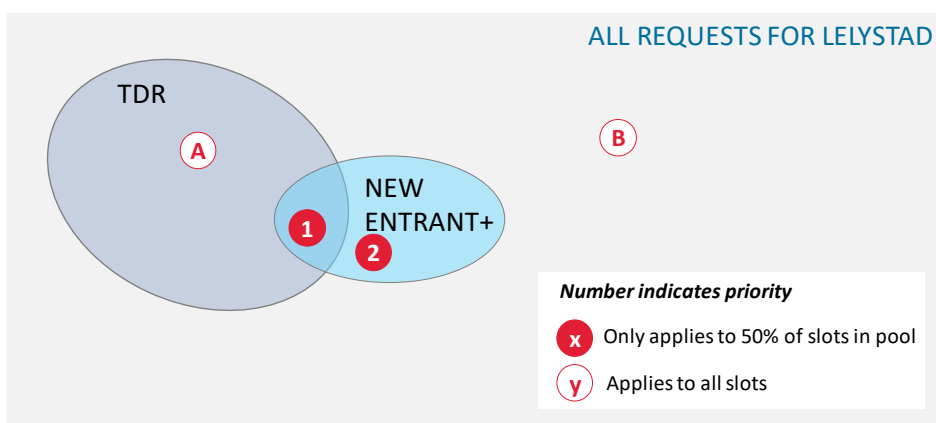 ALL REQUESTS FOR LELYSTAD
TDR
A
B
NEW
ENTRANT+
1
2
Number indicates priority
x Only applies to 50% of slots in pool
y Applies to all slots